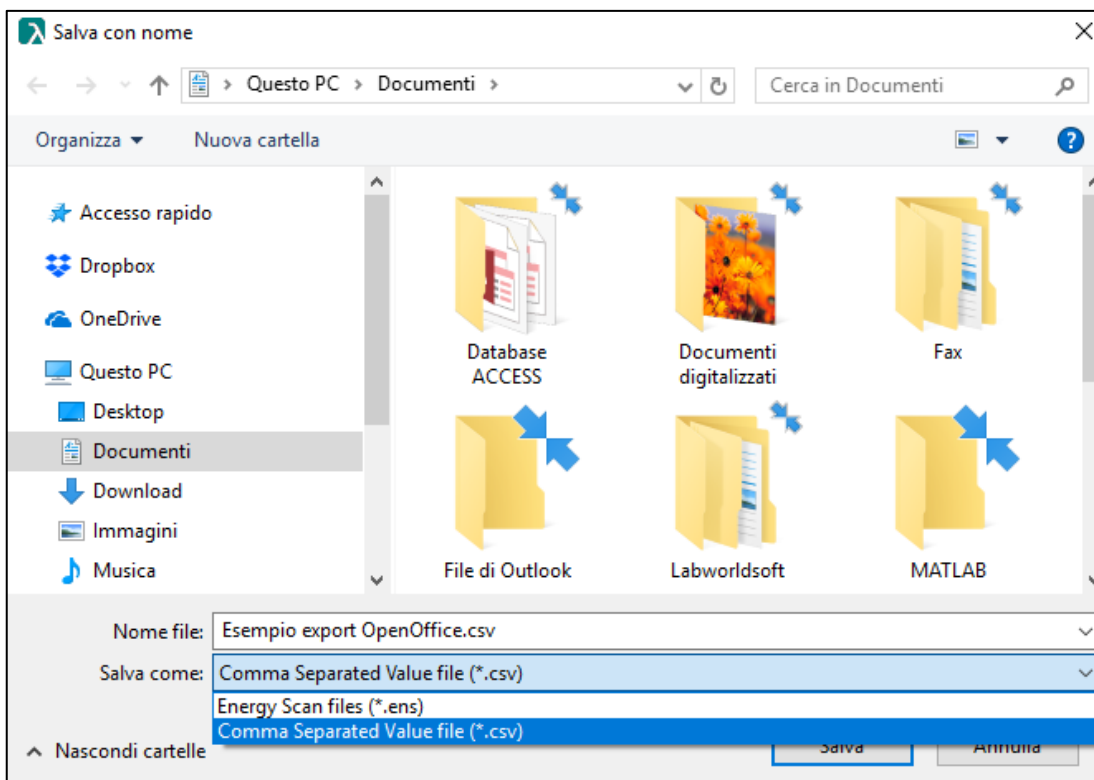 Salva con nome
Questo PC > Documenti >
Cerca in Documenti
Organizza
Nuova cartella
?
Accesso rapido
Dropbox
OneDrive
Questo PC
Desktop
Documenti
Download
Immagini
Musica
Database
ACCESS
Documenti
digitalizzati
Fax
File di Outlook
Labworldsoft
MATLAB
Nome file: Esempio export OpenOffice.csv
Salva come: Comma Separated Value file (*.csv)
Energy Scan files (*.ens)
Comma Separated Value file (*.csv)
Nascondi cartelle
Salva
Annulla